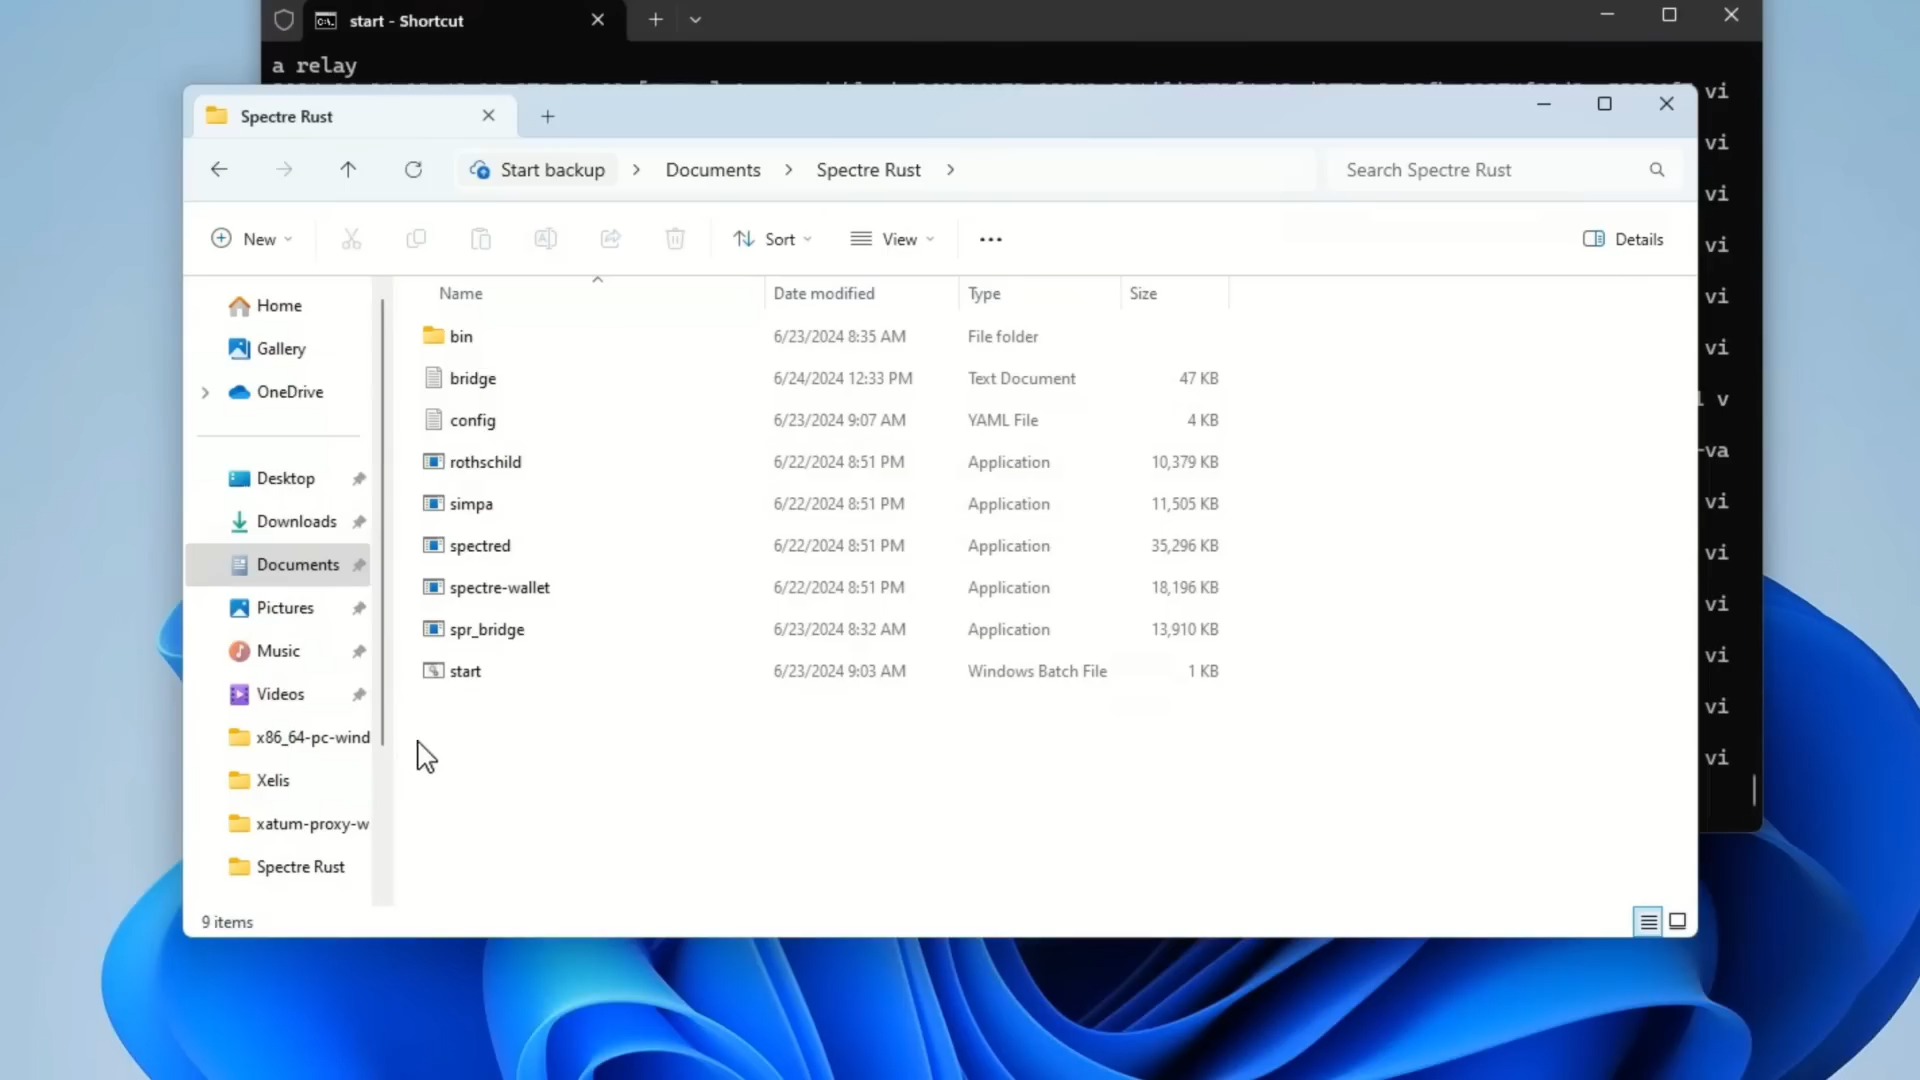 start - Shortcut
a relay
vi
Spectre Rust
vi
Start backup
Documents
Spectre Rust
Search Spectre Rust
vi
New
Sort
View
Details
vi
Name
Date modified
Type
Size
Home
vi
bin
6/23/2024 8:35 AM
File folder
Gallery
vi
bridge
6/24/2024 12:33 PM
Text Document
47 KB
OneDrive
v
config
6/23/2024 9:07 AM
YAML File
4 KB
-va
rothschild
6/22/2024 8:51 PM
Application
10,379 KB
Desktop
simpa
6/22/2024 8:51 PM
Application
11,505 KB
vi
Downloads
spectred
6/22/2024 8:51 PM
Application
35,296 KB
vi
Documents
spectre-wallet
6/22/2024 8:51 PM
Application
18,196 KB
vi
Pictures
spr_bridge
6/23/2024 8:32 AM
Application
13,910 KB
Music
vi
start
6/23/2024 9:03 AM
Windows Batch File
1 KB
Videos
vi
x86_64-pc-wind
vi
Xelis
xatum-proxy-w
Spectre Rust
9 items